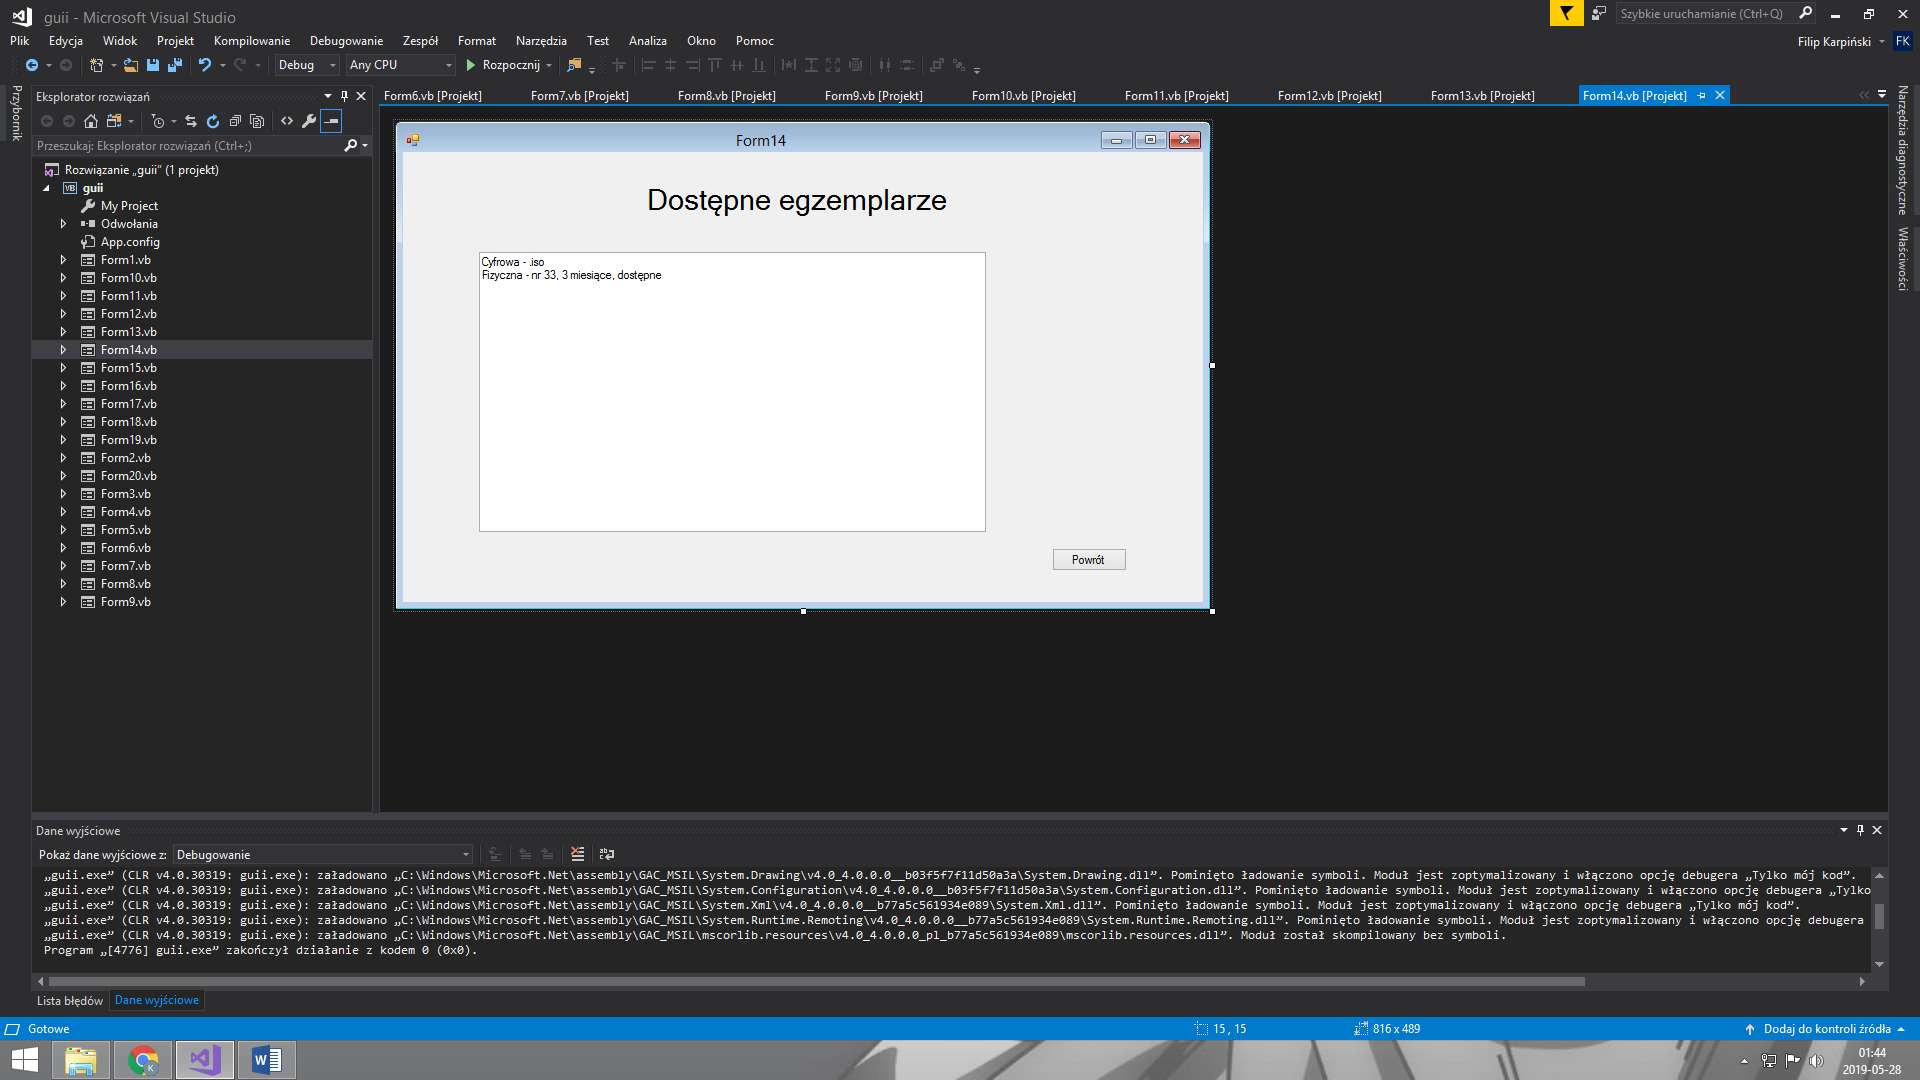 guii - Microsoft Visual Studio
Szybkie uruchamianie (Ctrl+Q)
Plik Edycja Widok Projekt Kompilowanie Debugowanie Zespół Format Narzędzia Test Analiza Okno Pomoc
Filip Karpiński FK
Debug Any CPU Rozpocznij
Przybornik
Eksplorator rozwiązań
Form6.vb [Projekt] Form7.vb [Projekt] Form8.vb [Projekt] Form9.vb [Projekt] Form10.vb [Projekt] Form11.vb [Projekt] Form12.vb [Projekt] Form13.vb [Projekt] Form14.vb [Projekt]
Przeszukaj: Eksplorator rozwiązań (Ctrl+;)
Rozwiązanie „guii" (1 projekt)
VB guii
My Project
Odwołania
App.config
Form1.vb
Form10.vb
Form11.vb
Form12.vb
Form13.vb
Form14.vb
Form15.vb
Form16.vb
Form17.vb
Form18.vb
Form19.vb
Form2.vb
Form20.vb
Form3.vb
Form4.vb
Form5.vb
Form6.vb
Form7.vb
Form8.vb
Form9.vb
Form14
Dostępne egzemplarze
Cyfrowa - .iso
Fizyczna - nr 33, 3 miesiące, dostępne
Powrót
Narzędzia diagnostyczne
Właściwości
Dane wyjściowe
Pokaż dane wyjściowe z: Debugowanie
„guii.exe” (CLR v4.0.30319: guii.exe): załadowano „C:\Windows\Microsoft.Net\assembly\GAC_MSIL\System.Drawing\v4.0_4.0.0.0__b03f5f7f11d50a3a\System.Drawing.dll”. Pominięto ładowanie symboli. Moduł jest zoptymalizowany i włączono opcję debugera „Tylko mój kod”.
„guii.exe” (CLR v4.0.30319: guii.exe): załadowano „C:\Windows\Microsoft.Net\assembly\GAC_MSIL\System.Configuration\v4.0_4.0.0.0__b03f5f7f11d50a3a\System.Configuration.dll”. Pominięto ładowanie symboli. Moduł jest zoptymalizowany i włączono opcję debugera „Tylko
„guii.exe” (CLR v4.0.30319: guii.exe): załadowano „C:\Windows\Microsoft.Net\assembly\GAC_MSIL\System.Xml\v4.0_4.0.0.0__b77a5c561934e089\System.Xml.dll”. Pominięto ładowanie symboli. Moduł jest zoptymalizowany i włączono opcję debugera „Tylko mój kod”.
„guii.exe” (CLR v4.0.30319: guii.exe): załadowano „C:\Windows\Microsoft.Net\assembly\GAC_MSIL\System.Runtime.Remoting\v4.0_4.0.0.0__b77a5c561934e089\System.Runtime.Remoting.dll”. Pominięto ładowanie symboli. Moduł jest zoptymalizowany i włączono opcję debugera
„guii.exe” (CLR v4.0.30319: guii.exe): załadowano „C:\Windows\Microsoft.Net\assembly\GAC_MSIL\mscorlib.resources\v4.0_4.0.0.0_pl_b77a5c561934e089\mscorlib.resources.dll”. Moduł został skompilowany bez symboli.
Program „[4776] guii.exe” zakończył działanie z kodem 0 (0x0).
Lista błędów Dane wyjściowe
Gotowe 15 , 15 816 x 489 Dodaj do kontroli źródła
K
W
01:44
2019-05-28